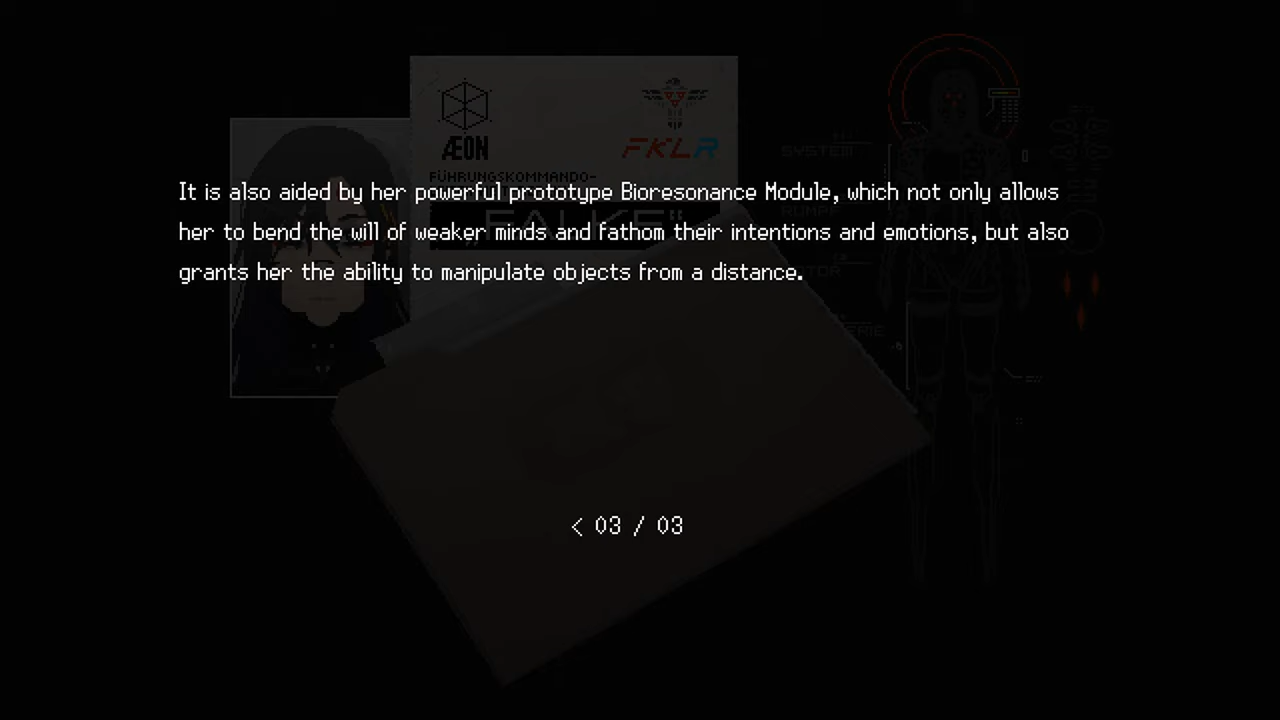 ÆON
FKLR
FÜHRUNGSKOMMANDO-
SYSTEM
It is also aided by her powerful prototype Bioresonance Module, which not only allows
„FALKE“
her to bend the will of weaker minds and fathom their intentions and emotions, but also
grants her the ability to manipulate objects from a distance.
< 03 / 03